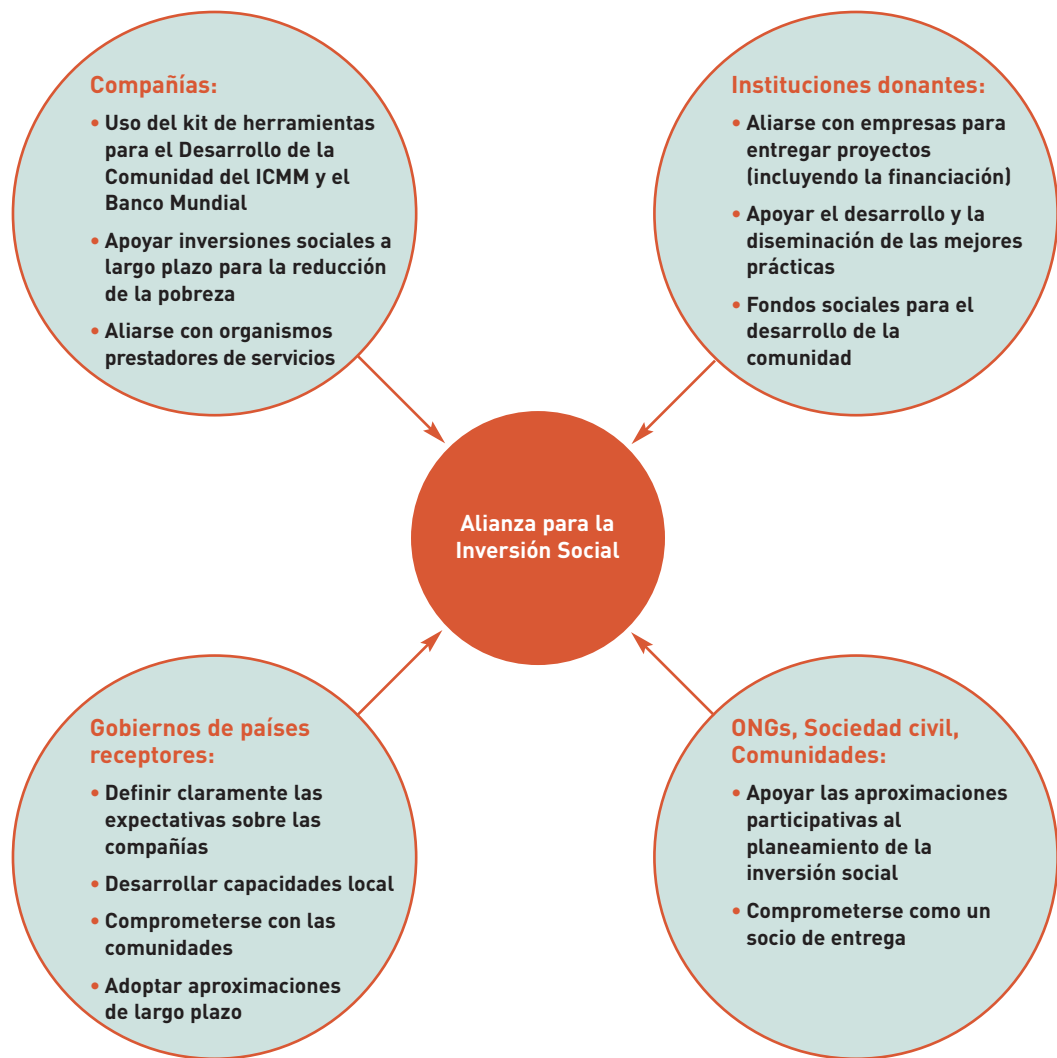 Compañías:
• Uso del kit de herramientas
para el Desarrollo de la
Comunidad del ICMM y el
Banco Mundial
• Apoyar inversiones sociales a
largo plazo para la reducción
de la pobreza
• Aliarse con organismos
prestadores de servicios
Instituciones donantes:
• Aliarse con empresas para
entregar proyectos
(incluyendo la financiación)
• Apoyar el desarrollo y la
diseminación de las mejores
prácticas
• Fondos sociales para el
desarrollo de la
comunidad
Alianza para la
Inversión Social
Gobiernos de países
receptores:
• Definir claramente las
expectativas sobre las
compañías
• Desarrollar capacidades local
• Comprometerse con las
comunidades
• Adoptar aproximaciones
de largo plazo
ONGs, Sociedad civil,
Comunidades:
• Apoyar las aproximaciones
participativas al
planeamiento de la
inversión social
• Comprometerse como un
socio de entrega